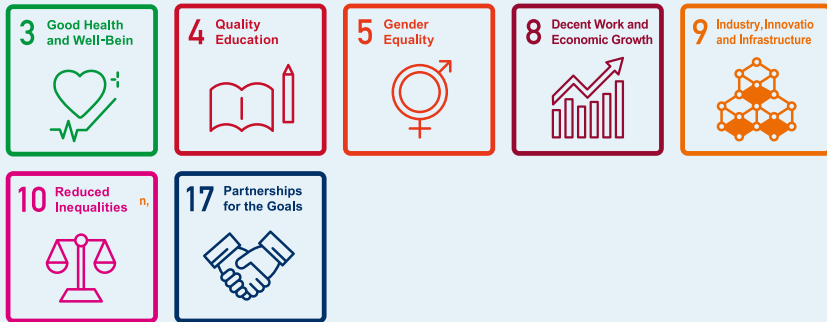 3 Good Health
and Well-Bein
4 Quality
Education
5 Gender
Equality
8 Decent Work and
Economic Growth
9 Industry, Innovatio
and Infrastructure
10 Reduced
Inequalities n,
17 Partnerships
for the Goals